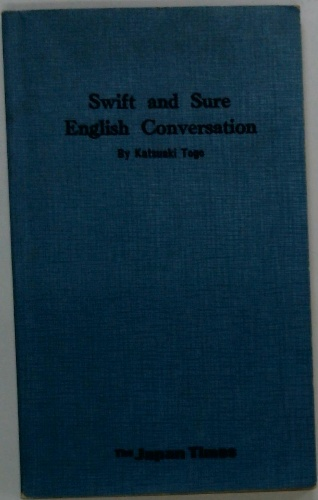 Swift and Sure
English Conversation
By Katsuaki Togo
The Japan Times